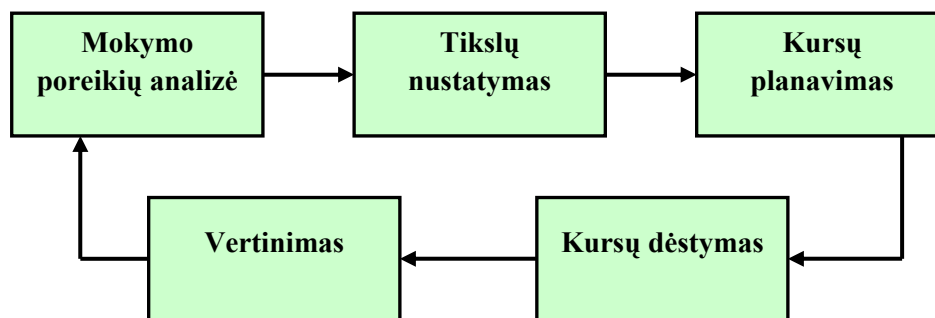 Mokymo
poreikių analizė
Tikslų
nustatymas
Kursų
planavimas
Vertinimas
Kursų dėstymas